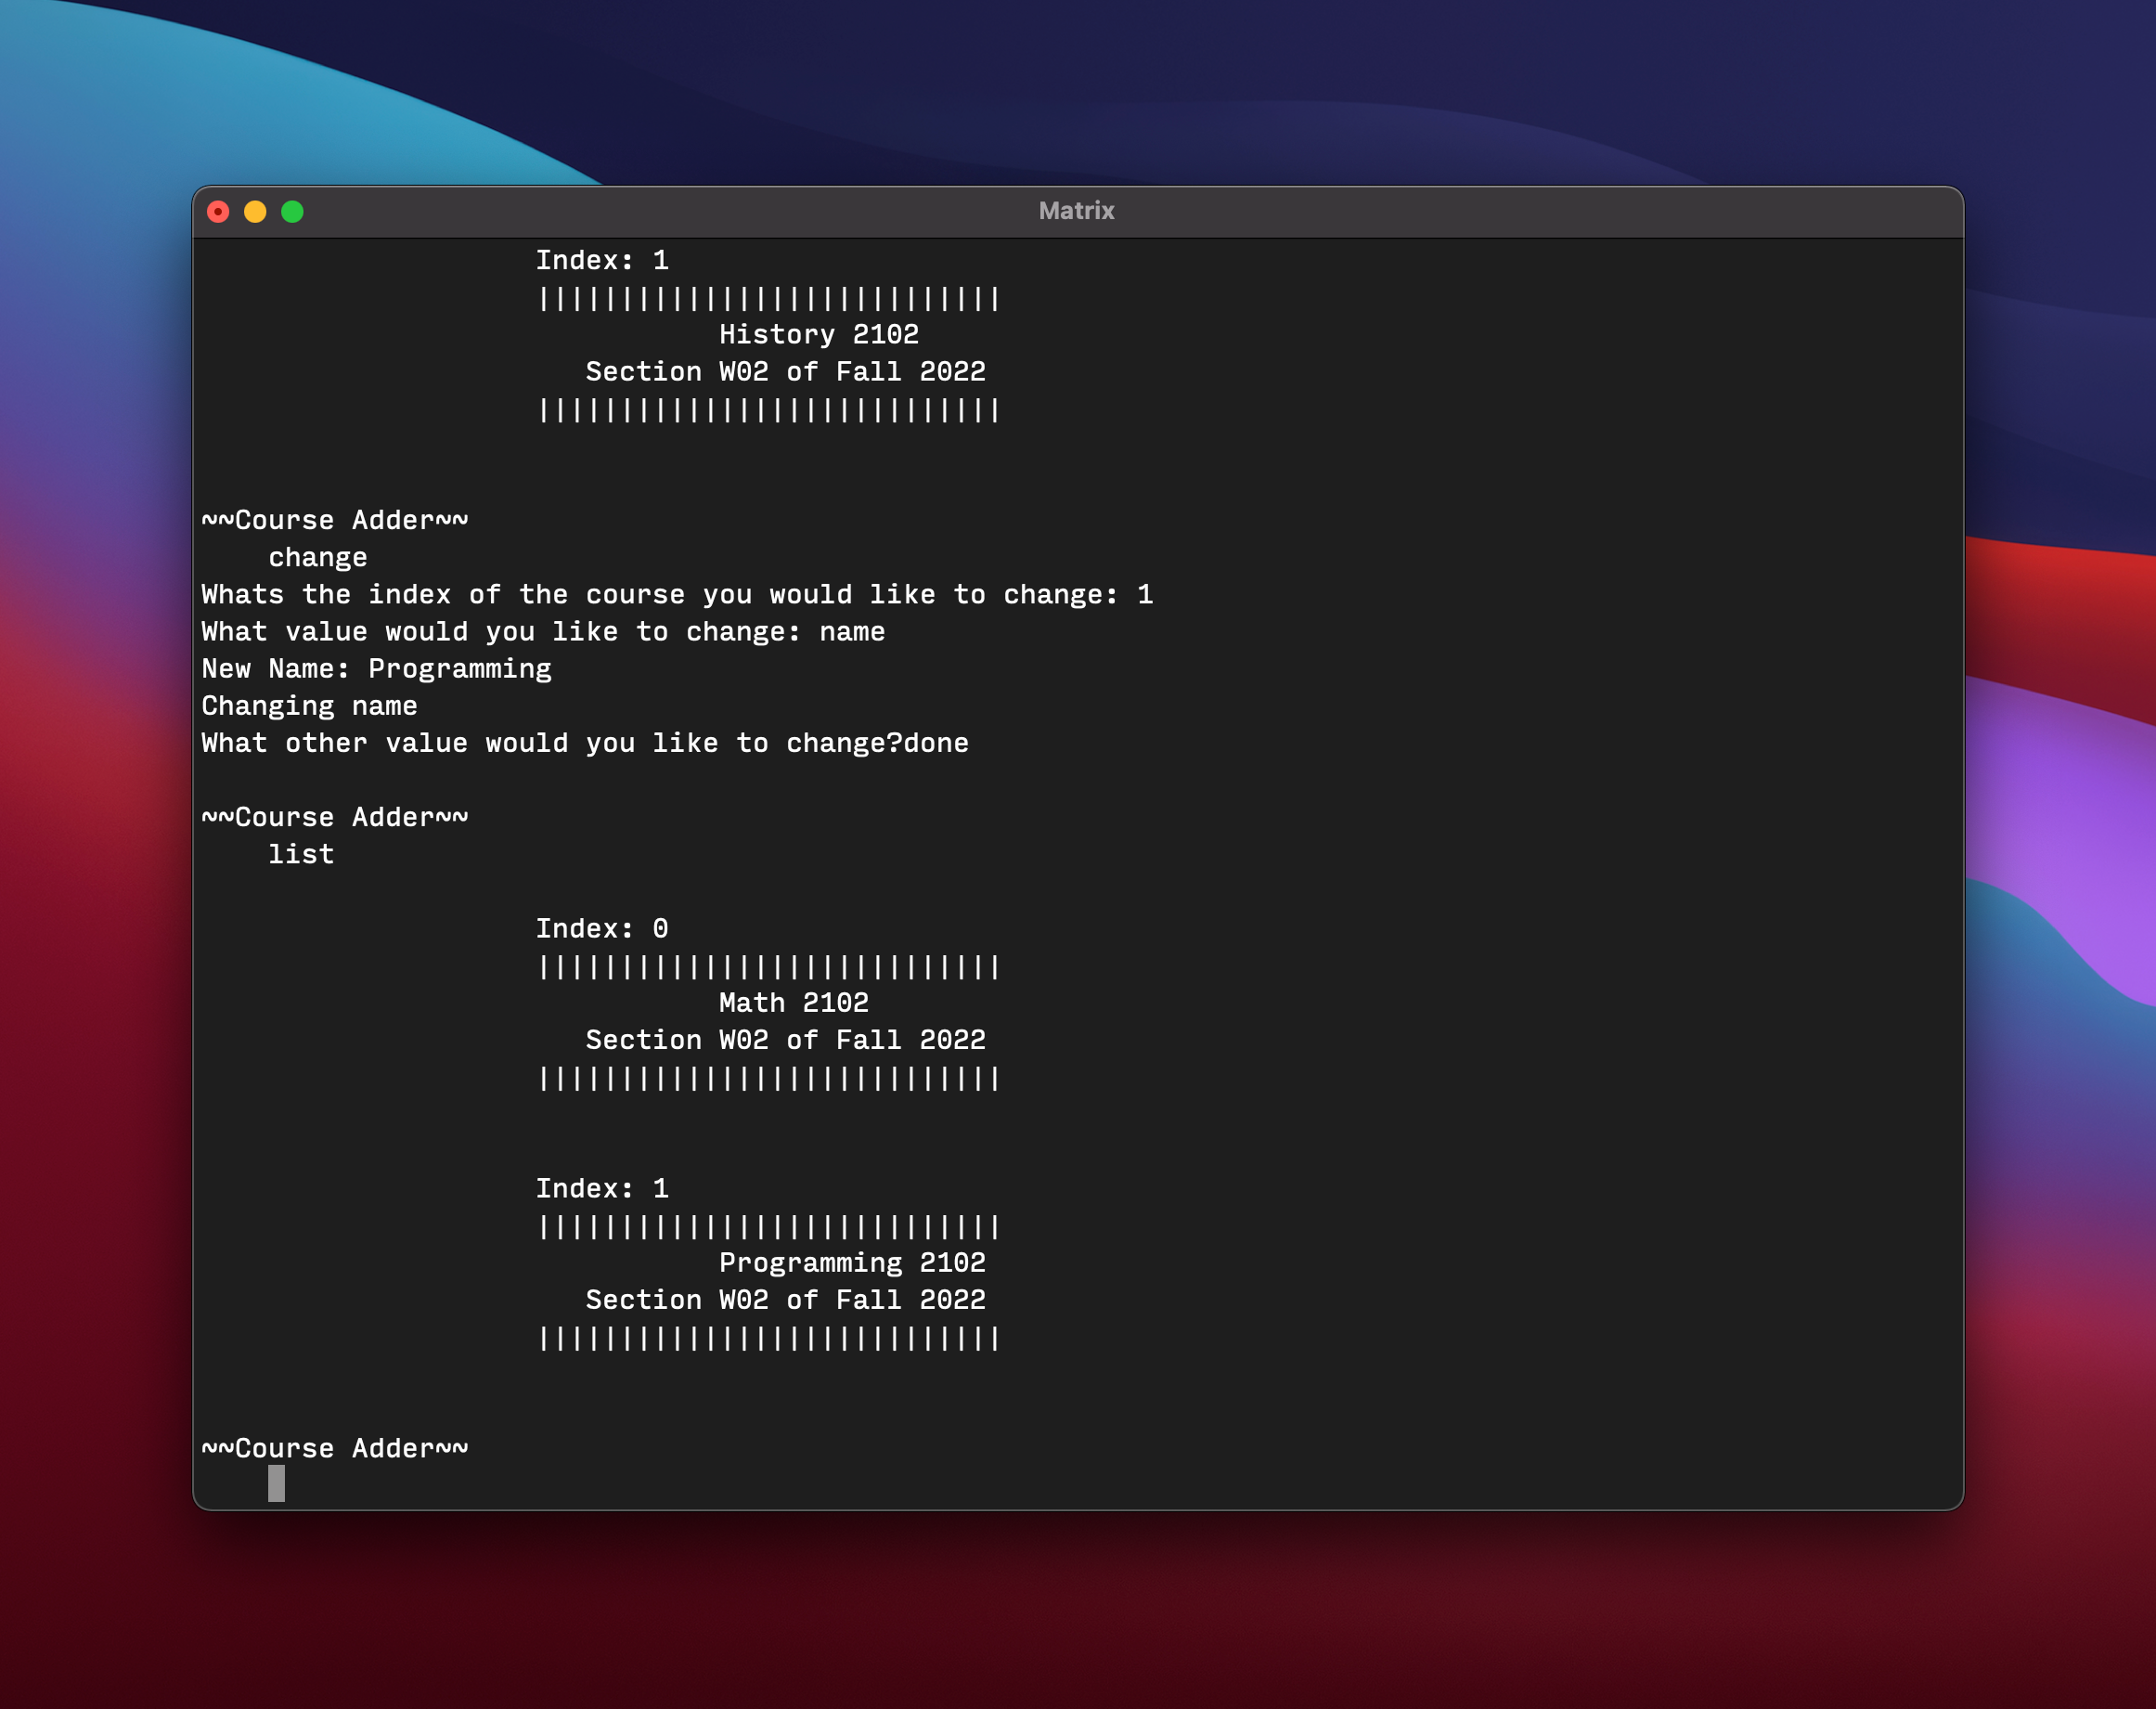 Matrix
Index: 1
||||||||||||||||||||||||||||
History 2102
Section W02 of Fall 2022
||||||||||||||||||||||||||||
~~Course Adder~~
change
Whats the index of the course you would like to change: 1
What value would you like to change: name
New Name: Programming
Changing name
What other value would you like to change?done
~~Course Adder~~
list
Index: 0
||||||||||||||||||||||||||||
Math 2102
Section W02 of Fall 2022
||||||||||||||||||||||||||||
Index: 1
||||||||||||||||||||||||||||
Programming 2102
Section W02 of Fall 2022
||||||||||||||||||||||||||||
~~Course Adder~~